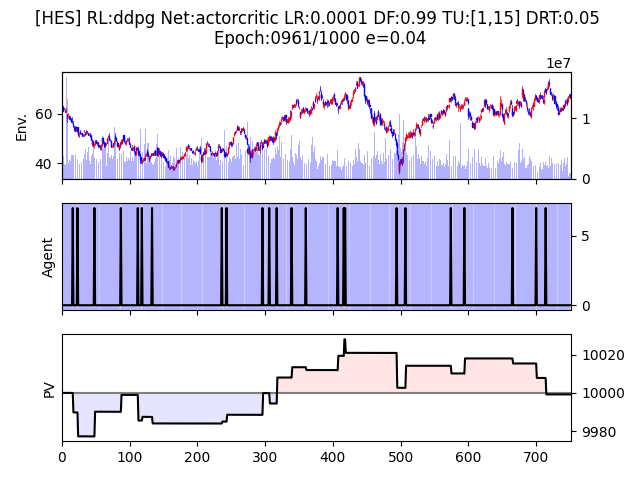 [HES] RL:ddpg Net:actorcritic LR:0.0001 DF:0.99 TU:[1,15] DRT:0.05
Epoch:0961/1000 e=0.04
1e7
Env.
60
40
1
0
Agent
5
0
PV
10020
10000
9980
0 100 200 300 400 500 600 700